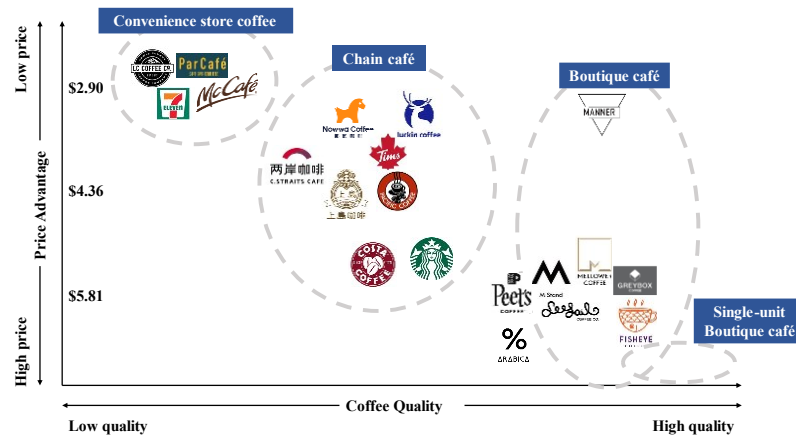 Convenience store coffee
Chain café
Boutique café
Single-unit
Boutique café
Low price
Price Advantage
High price
$2.90
$4.36
$5.81
LC COFFEE CO.
ParCafé
7
ELEVEN
McCafé
Nowwa Coffee
luckin coffee
Tims
两岸咖啡
C.STRAITS CAFE
上島咖啡
PACIFIC COFFEE
COSTA
COFFEE
MANNER
Peet's
COFFEE
M Stand
MELLOWER
COFFEE
GREYBOX
COFFEE
Seesaw
COFFEE CO.
FISHEYE
%
ARABICA
Coffee Quality
Low quality
High quality